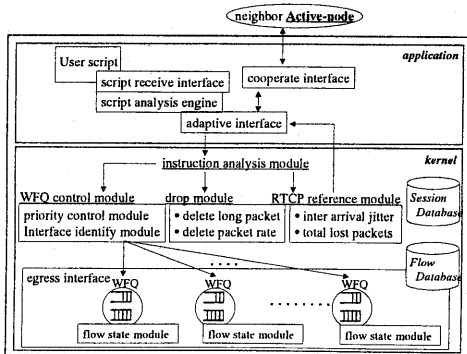 neighbor Active-node
application
User script
script receive interface
cooperate interface
script analysis engine
adaptive interface
kernel
instruction analysis module
WFQ control module
drop module
RTCP reference module
priority control module
Interface identify module
• delete long packet
• delete packet rate
• inter arrival jitter
• total lost packets
Session
Database
Flow
Database
egress interface
WFQ
WFQ
WFQ
flow state module
flow state module
flow state module